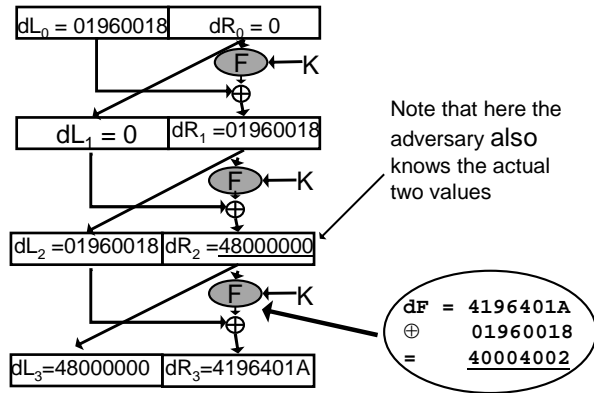 dL₀ = 01960018 dR₀ = 0
F K
⊕
dL₁ = 0 dR₁ =01960018
Note that here the
adversary also
knows the actual
two values
F K
⊕
dL₂ =01960018 dR₂ =48000000
F K
⊕
dL₃=48000000 dR₃=4196401A
dF = 4196401A
⊕ 01960018
= 40004002